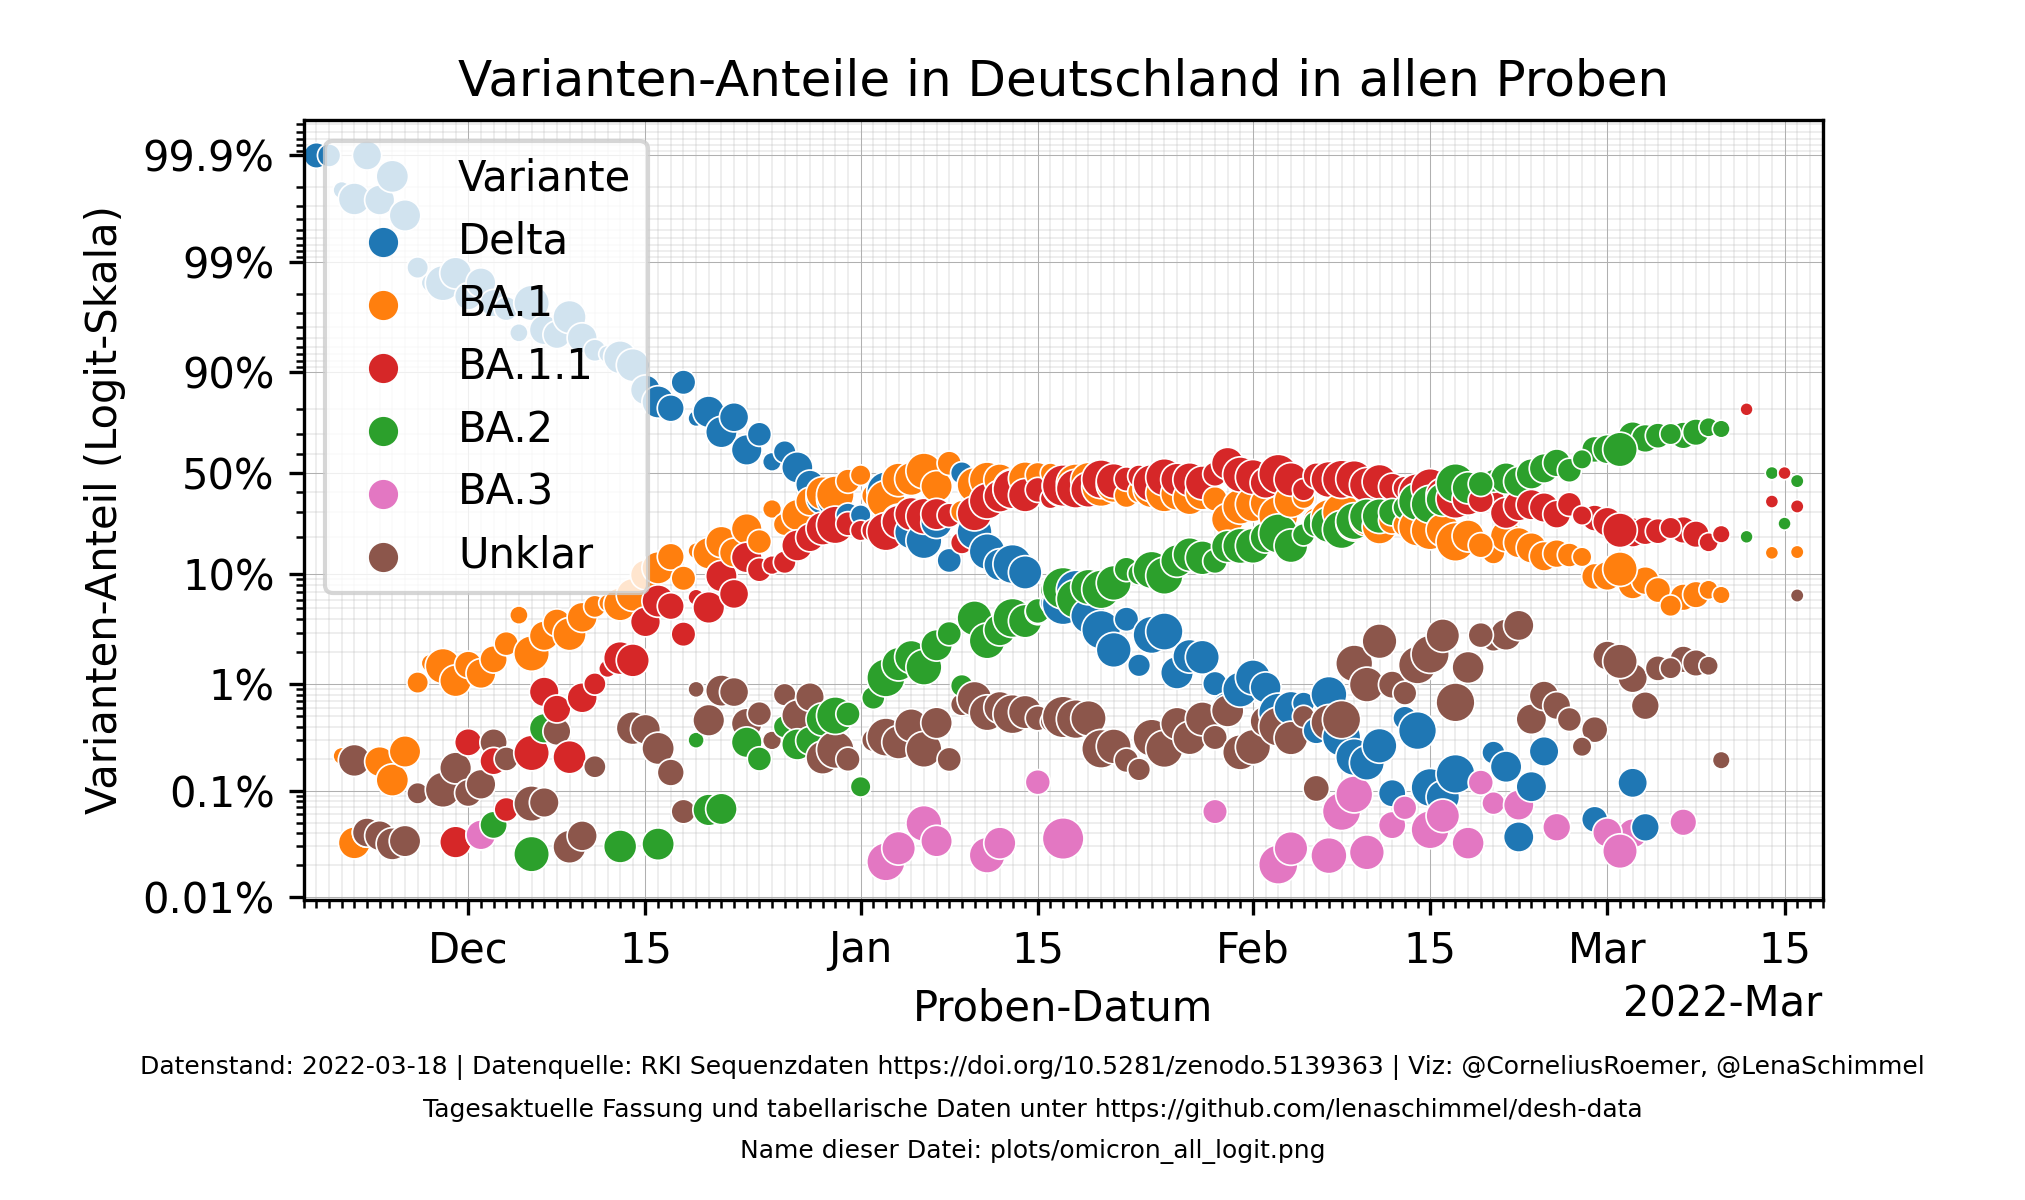 Varianten-Anteile in Deutschland in allen Proben
Varianten-Anteil (Logit-Skala)
99.9%
99%
90%
50%
10%
1%
0.1%
0.01%
Variante
Delta
BA.1
BA.1.1
BA.2
BA.3
Unklar
Dec 15 Jan 15 Feb 15 Mar 15
Proben-Datum
2022-Mar
Datenstand: 2022-03-18 | Datenquelle: RKI Sequenzdaten https://doi.org/10.5281/zenodo.5139363 | Viz: @CorneliusRoemer, @LenaSchimmel
Tagesaktuelle Fassung und tabellarische Daten unter https://github.com/lenaschimmel/desh-data
Name dieser Datei: plots/omicron_all_logit.png